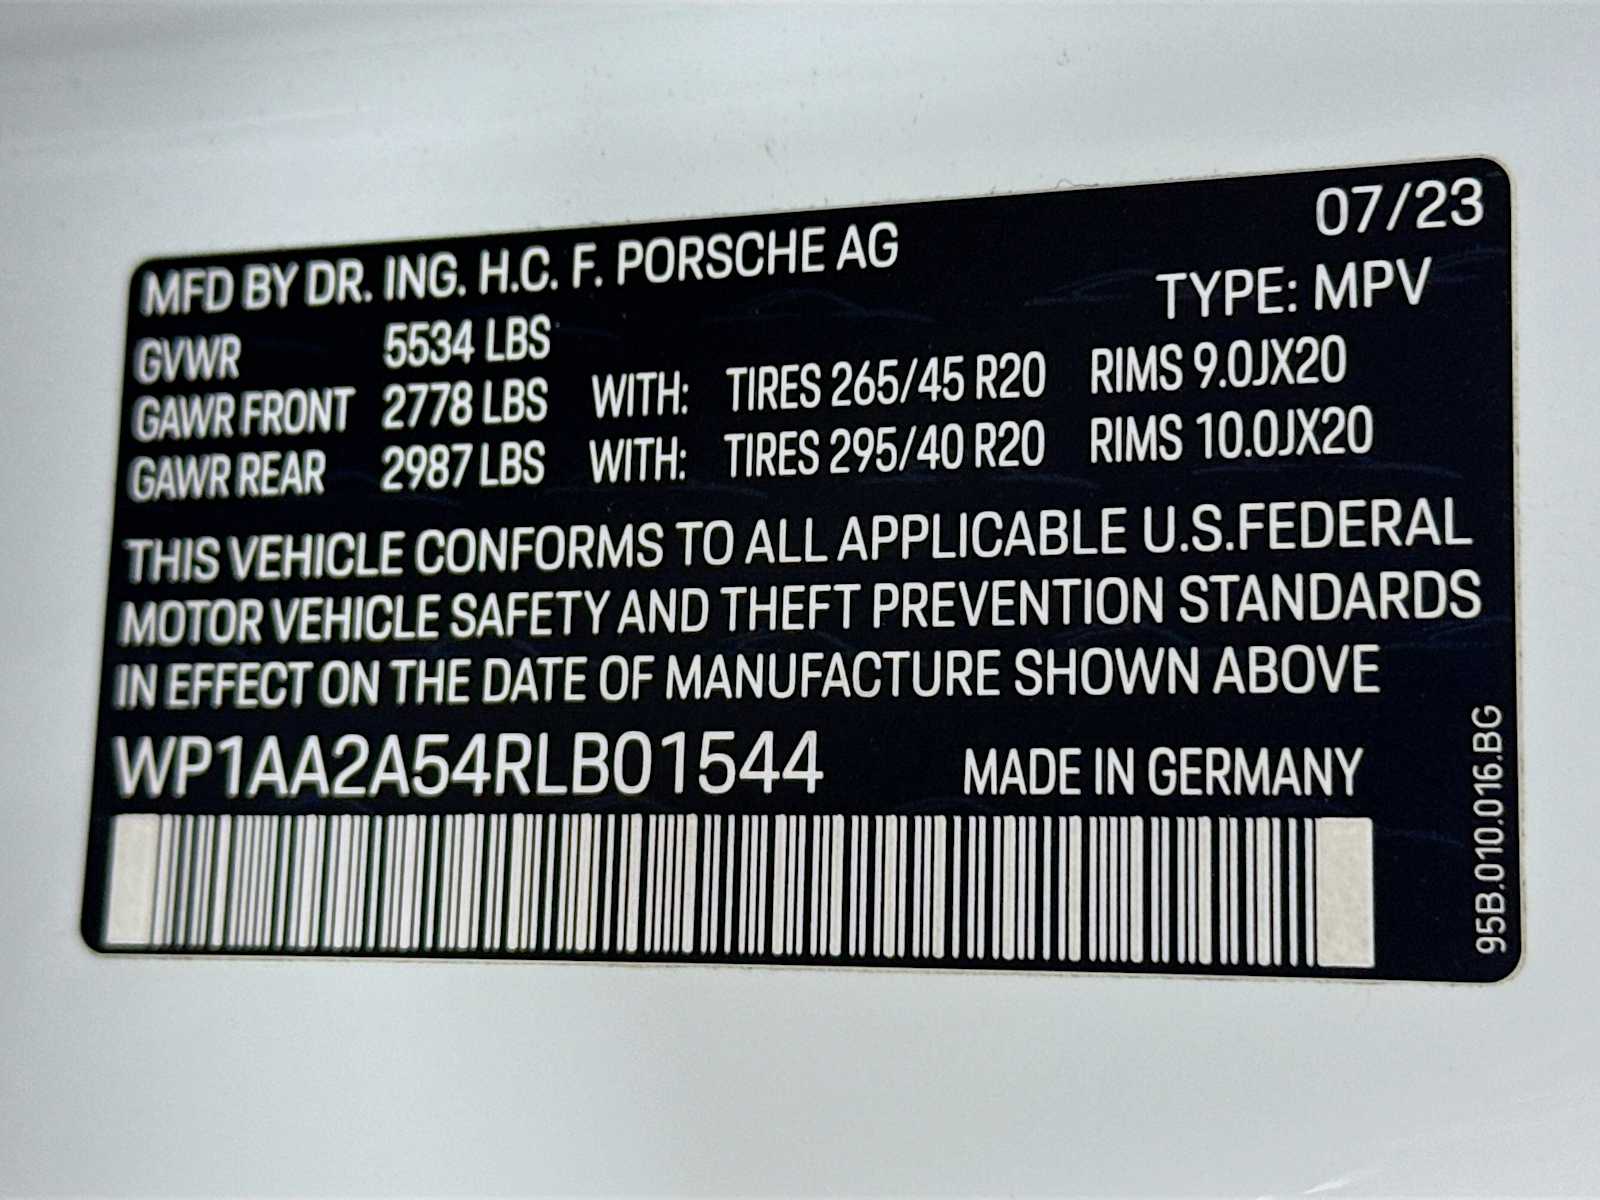 07/23
MFD BY DR. ING. H.C. F. PORSCHE AG
TYPE: MPV
GVWR 5534 LBS
GAWR FRONT 2778 LBS WITH: TIRES 265/45 R20 RIMS 9.0JX20
GAWR REAR 2987 LBS WITH: TIRES 295/40 R20 RIMS 10.0JX20
THIS VEHICLE CONFORMS TO ALL APPLICABLE U.S.FEDERAL
MOTOR VEHICLE SAFETY AND THEFT PREVENTION STANDARDS
IN EFFECT ON THE DATE OF MANUFACTURE SHOWN ABOVE
WP1AA2A54RLB01544 MADE IN GERMANY
95B.010.016.BG